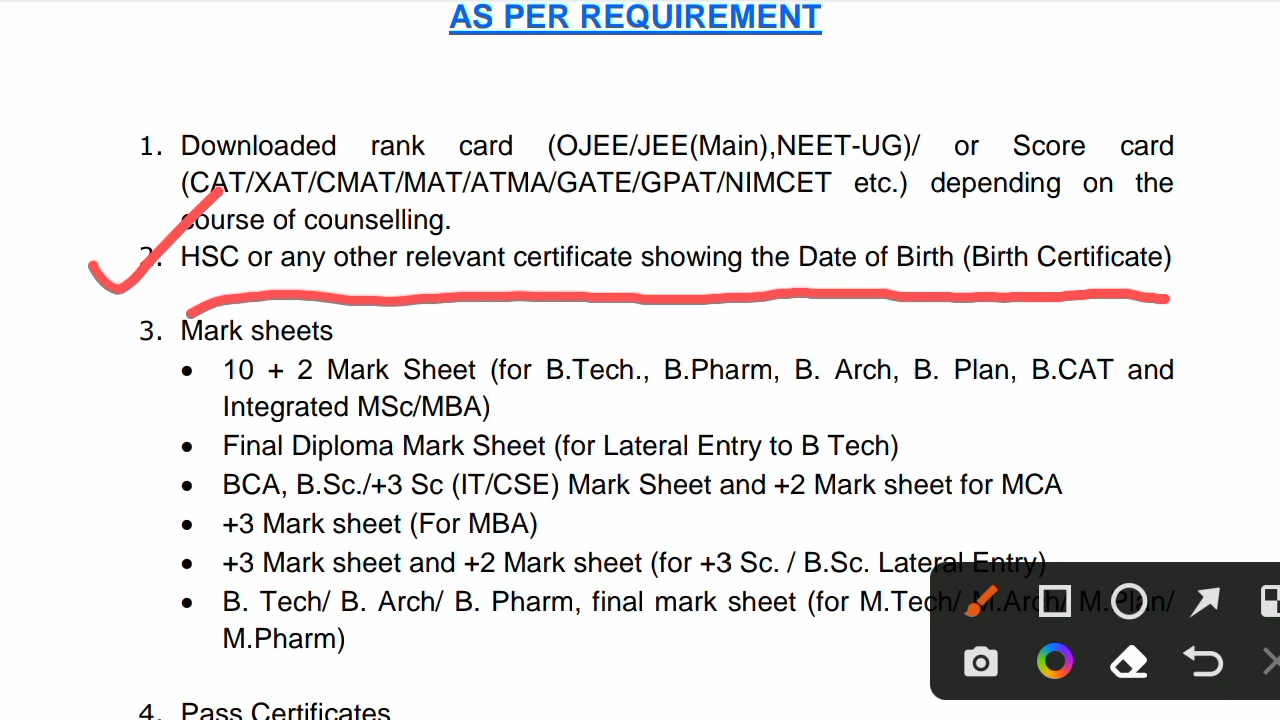 AS PER REQUIREMENT
1. Downloaded rank card (OJEE/JEE(Main),NEET-UG)/ or Score card
(CAT/XAT/CMAT/MAT/ATMA/GATE/GPAT/NIMCET etc.) depending on the
course of counselling.
2. HSC or any other relevant certificate showing the Date of Birth (Birth Certificate)
3. Mark sheets
• 10 + 2 Mark Sheet (for B.Tech., B.Pharm, B. Arch, B. Plan, B.CAT and
Integrated MSc/MBA)
• Final Diploma Mark Sheet (for Lateral Entry to B Tech)
• BCA, B.Sc./+3 Sc (IT/CSE) Mark Sheet and +2 Mark sheet for MCA
• +3 Mark sheet (For MBA)
• +3 Mark sheet and +2 Mark sheet (for +3 Sc. / B.Sc. Lateral Entry)
• B. Tech/ B. Arch/ B. Pharm, final mark sheet (for M.Tech/ M.Arch/ M.Plan/
M.Pharm)
4. Pass Certificates